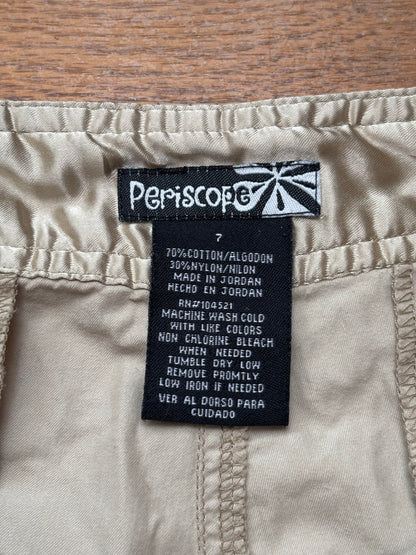 Periscope
7
70%COTTON/ALGODON
30%NYLON/NILON
MADE IN JORDAN
HECHO EN JORDAN
RN#104521
MACHINE WASH COLD
WITH LIKE COLORS
NON CHLORINE BLEACH
WHEN NEEDED
TUMBLE DRY LOW
REMOVE PROMTLY
LOW IRON IF NEEDED
VER AL DORSO PARA
CUIDADO